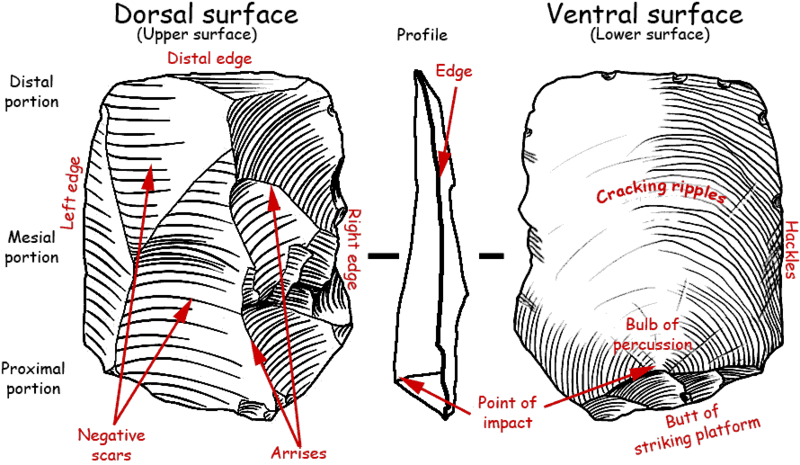 Dorsal surface
(Upper surface)
Distal edge
Profile
Ventral surface
(Lower surface)
Distal
portion
Edge
Left edge
Cracking ripples
Mesial
portion
Right edge
Hackles
Bulb of
percussion
Proximal
portion
Point of
impact
Butt of
striking platform
Negative
scars
Arrises